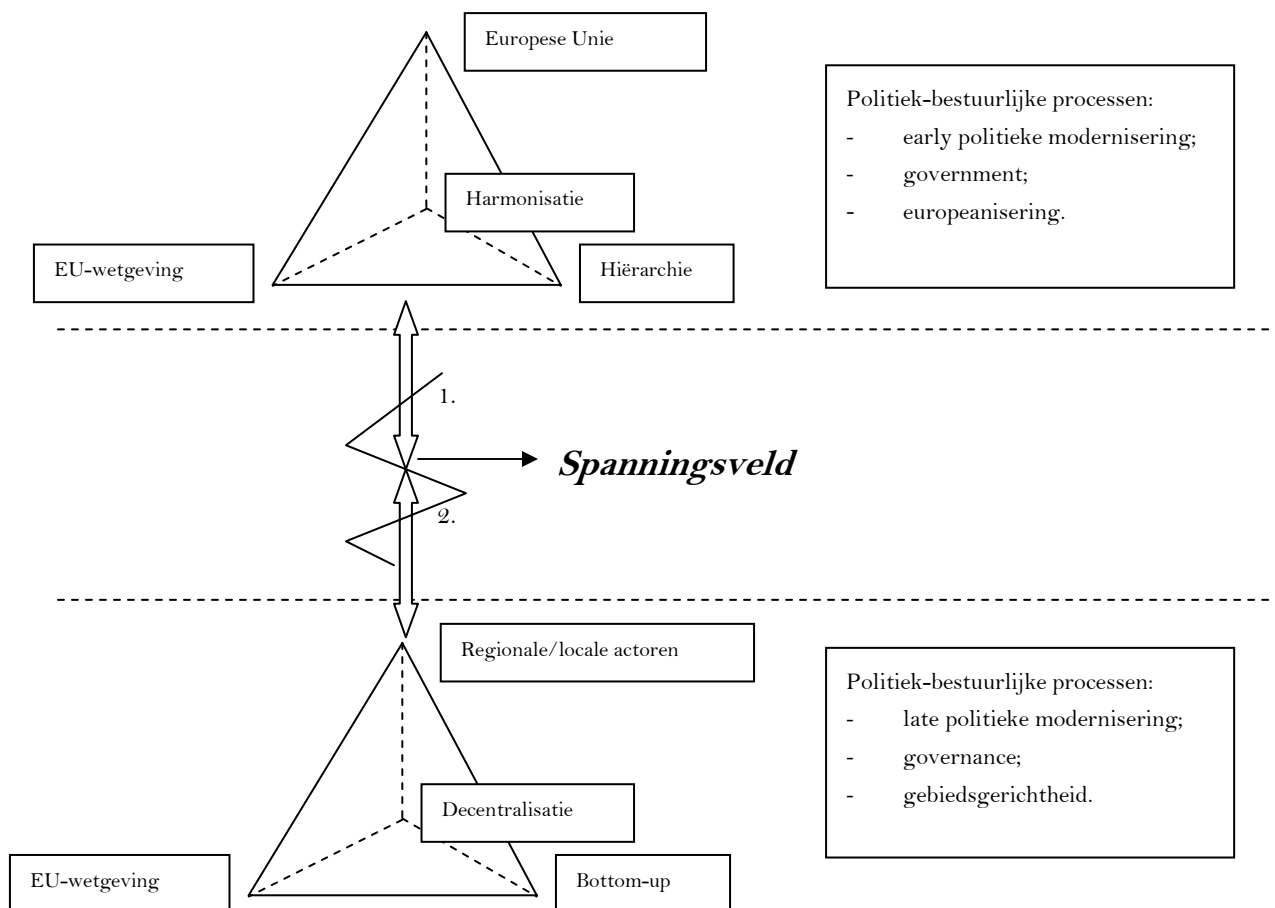 Europese Unie
Politiek-bestuurlijke processen:
- early politieke modernisering;
- government;
- europeanisering.
Harmonisatie
EU-wetgeving
Hiërarchie
1.
Spanningsveld
2.
Regionale/locale actoren
Politiek-bestuurlijke processen:
- late politieke modernisering;
- governance;
- gebiedsgerichtheid.
Decentralisatie
EU-wetgeving
Bottom-up